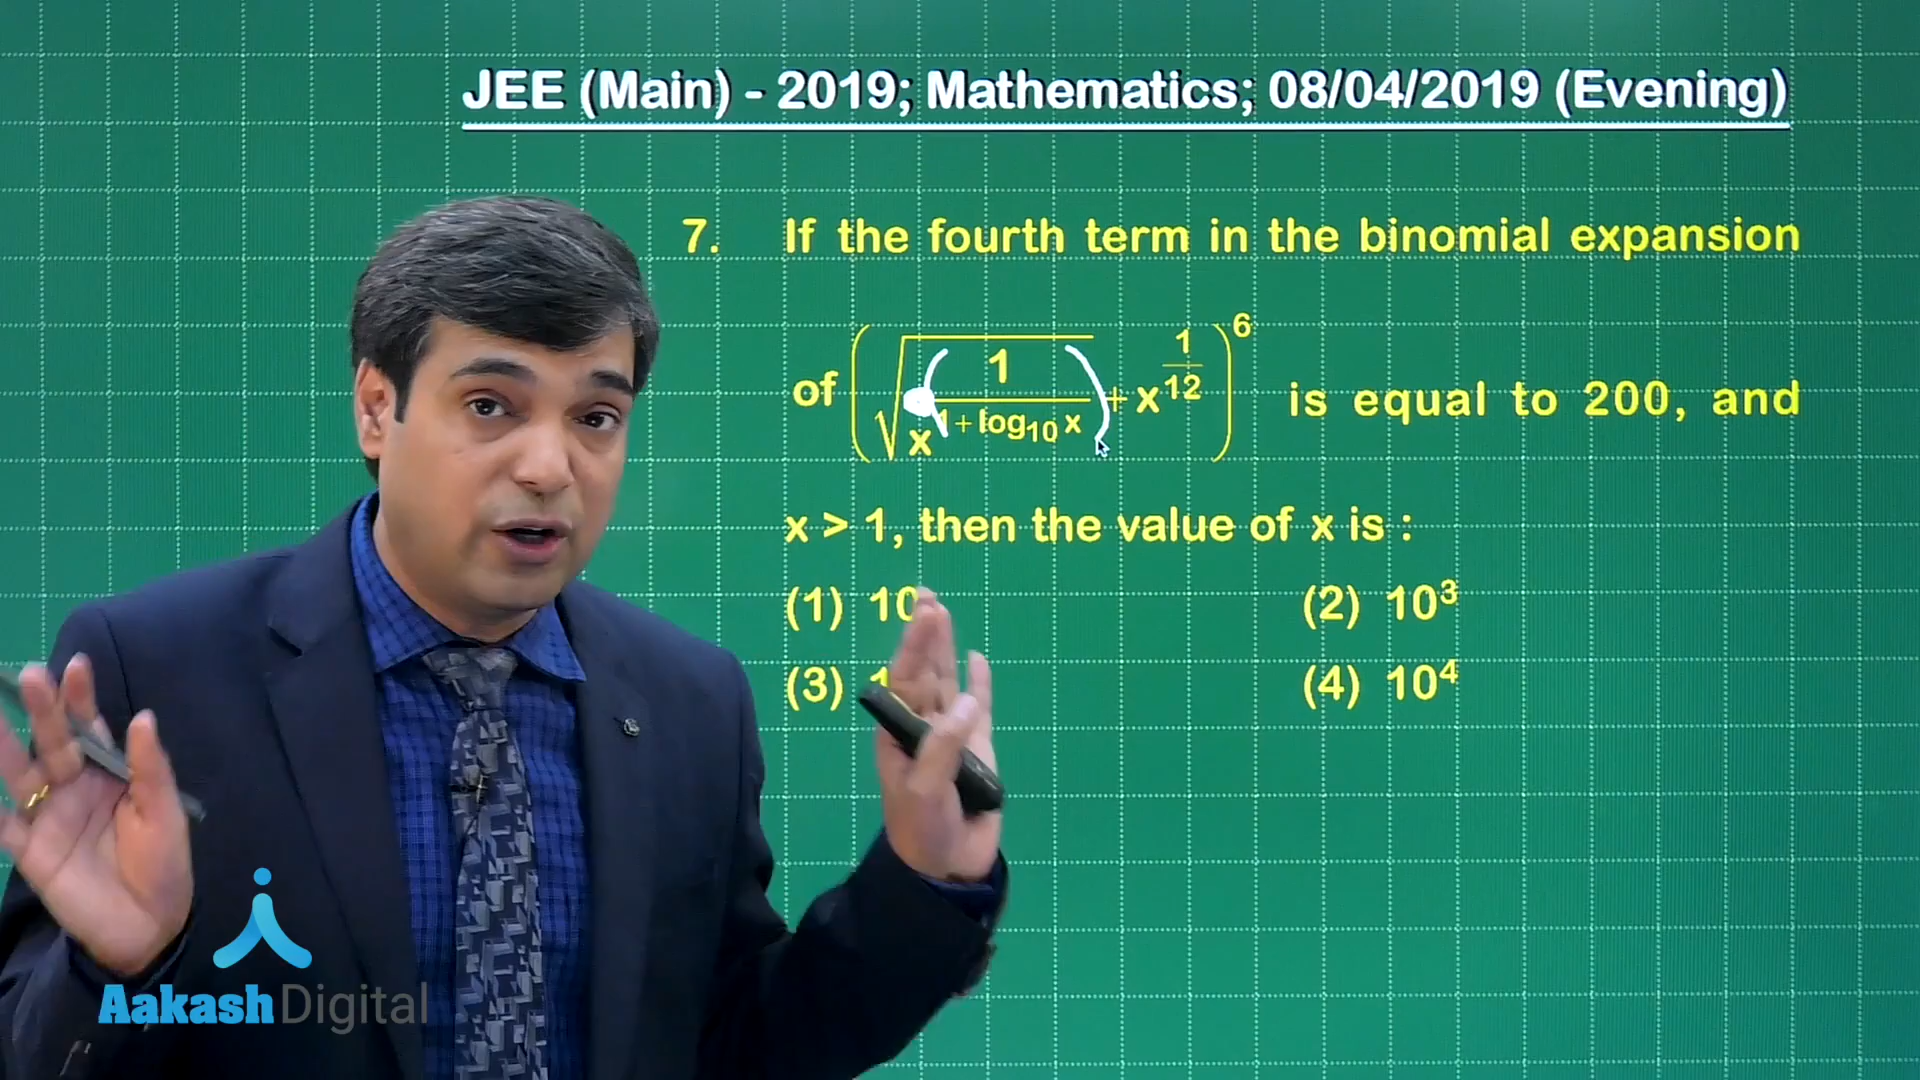 JEE (Main) - 2019; Mathematics; 08/04/2019 (Evening)
7. If the fourth term in the binomial expansion
of (√(x^(1/(1 + log₁₀ x))) + x^(1/12))⁶ is equal to 200, and
x > 1, then the value of x is :
(1) 10 (2) 10³
(3) (4) 10⁴
Aakash Digital